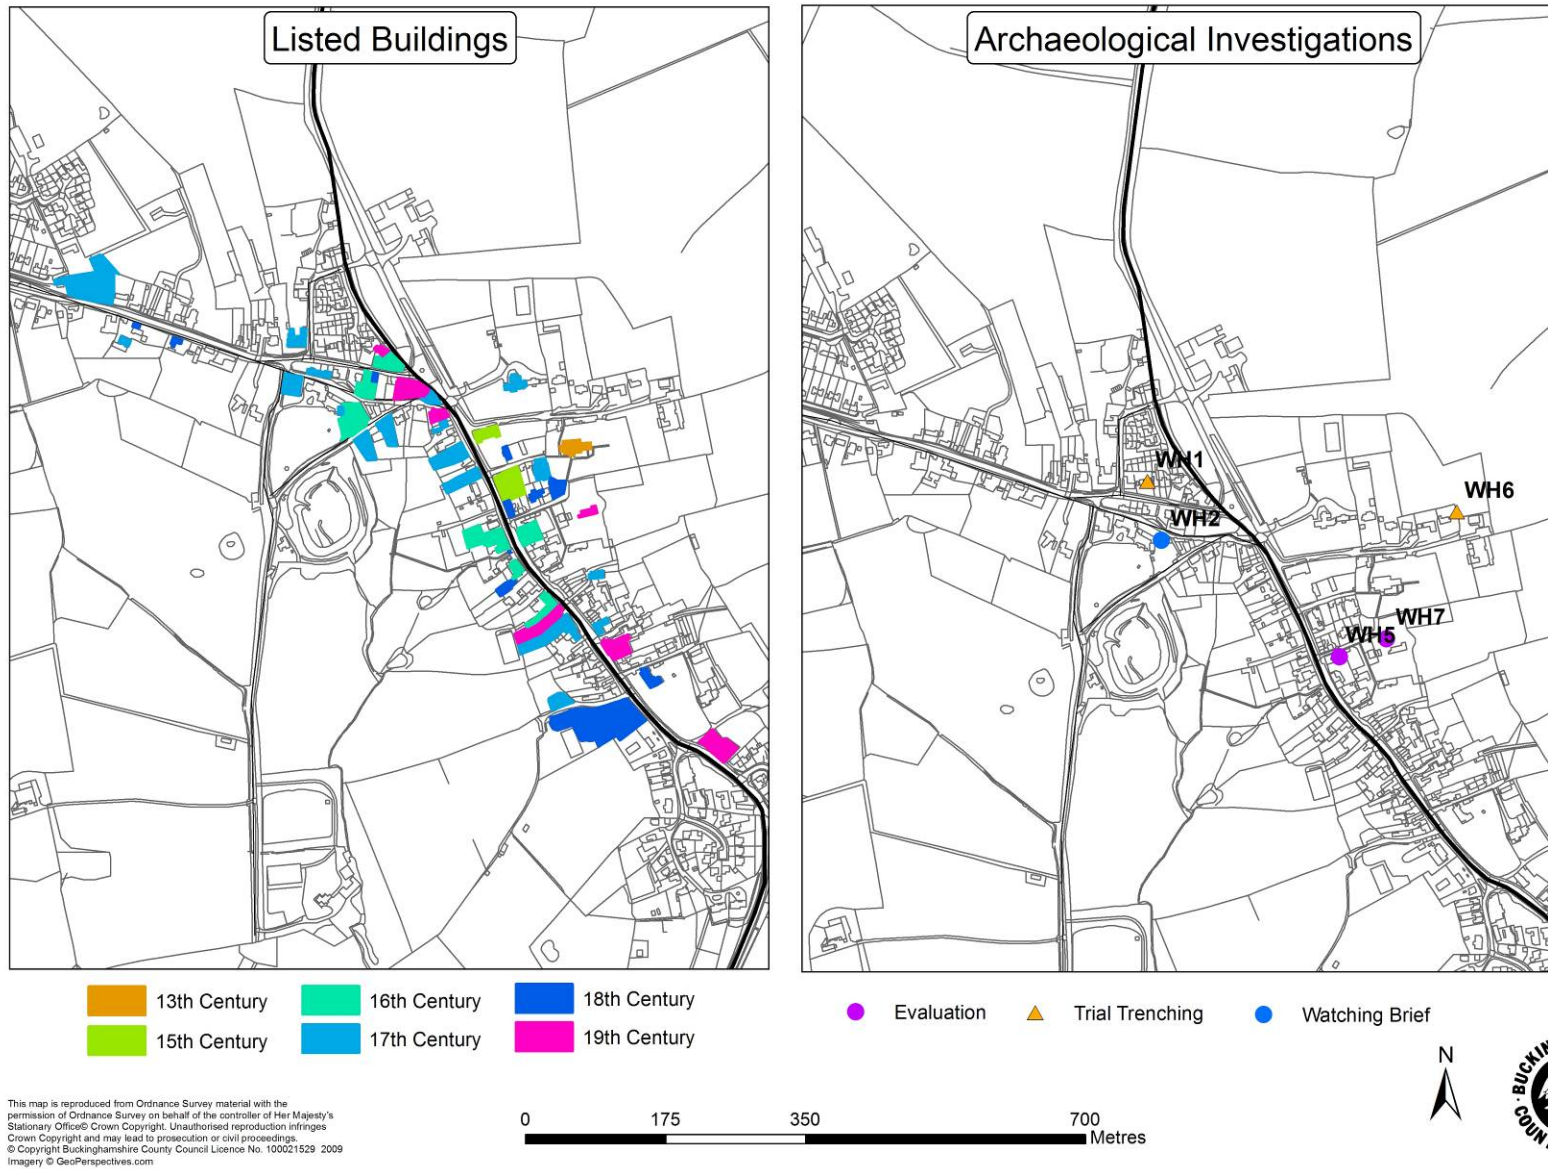 Listed Buildings
Archaeological Investigations
WH1
WH6
WH2
WH7
WH5
13th Century
16th Century
18th Century
15th Century
17th Century
19th Century
Evaluation
Trial Trenching
Watching Brief
N
This map is reproduced from Ordnance Survey material with the
permission of Ordnance Survey on behalf of the controller of Her Majesty's
Stationary Office© Crown Copyright. Unauthorised reproduction infringes
Crown Copyright and may lead to prosecution or civil proceedings.
© Copyright Buckinghamshire County Council Licence No. 100021529 2009
Imagery © GeoPerspectives.com
0 175 350 700
Metres